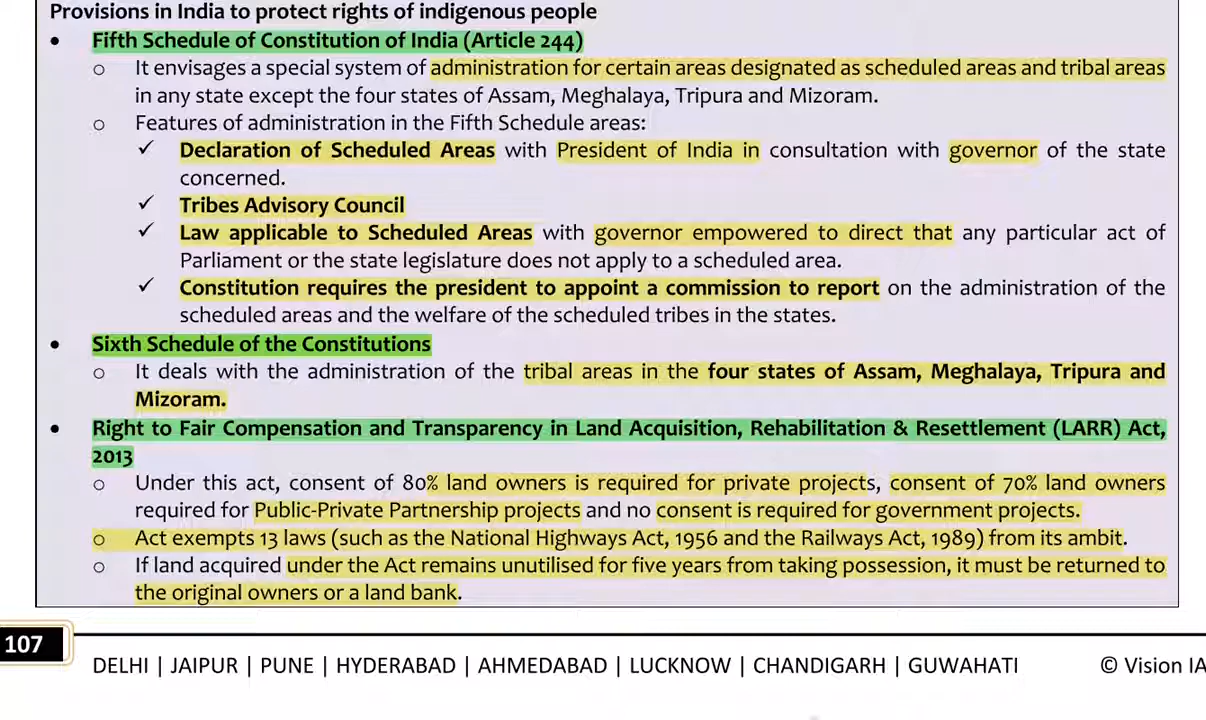 Provisions in India to protect rights of indigenous people
• Fifth Schedule of Constitution of India (Article 244)
o It envisages a special system of administration for certain areas designated as scheduled areas and tribal areas
in any state except the four states of Assam, Meghalaya, Tripura and Mizoram.
o Features of administration in the Fifth Schedule areas:
✓ Declaration of Scheduled Areas with President of India in consultation with governor of the state
concerned.
✓ Tribes Advisory Council
✓ Law applicable to Scheduled Areas with governor empowered to direct that any particular act of
Parliament or the state legislature does not apply to a scheduled area.
✓ Constitution requires the president to appoint a commission to report on the administration of the
scheduled areas and the welfare of the scheduled tribes in the states.
• Sixth Schedule of the Constitutions
o It deals with the administration of the tribal areas in the four states of Assam, Meghalaya, Tripura and
Mizoram.
• Right to Fair Compensation and Transparency in Land Acquisition, Rehabilitation & Resettlement (LARR) Act,
2013
o Under this act, consent of 80% land owners is required for private projects, consent of 70% land owners
required for Public-Private Partnership projects and no consent is required for government projects.
o Act exempts 13 laws (such as the National Highways Act, 1956 and the Railways Act, 1989) from its ambit.
o If land acquired under the Act remains unutilised for five years from taking possession, it must be returned to
the original owners or a land bank.
107
DELHI | JAIPUR | PUNE | HYDERABAD | AHMEDABAD | LUCKNOW | CHANDIGARH | GUWAHATI © Vision IA